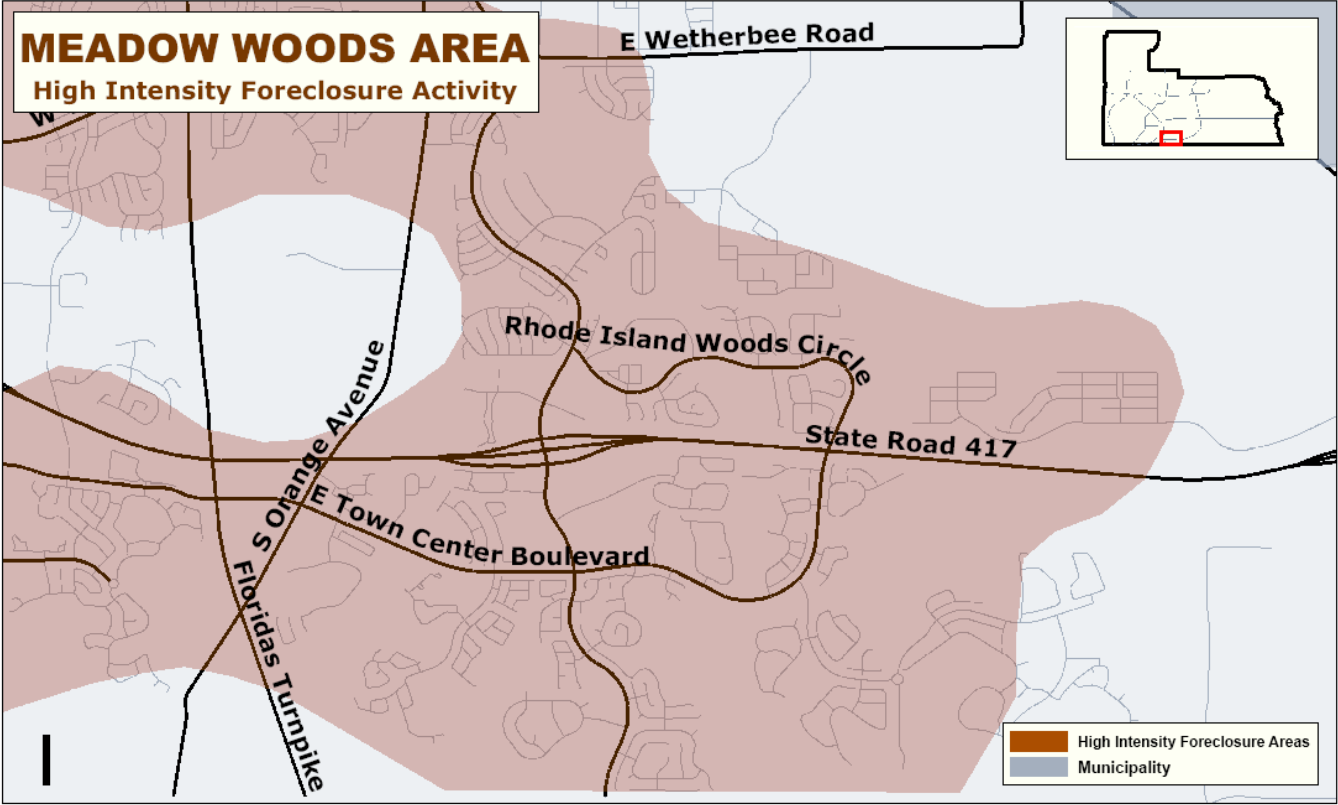 MEADOW WOODS AREA
High Intensity Foreclosure Activity
E Wetherbee Road
W
Rhode Island Woods Circle
S Orange Avenue
State Road 417
E Town Center Boulevard
Floridas Turnpike
High Intensity Foreclosure Areas
Municipality